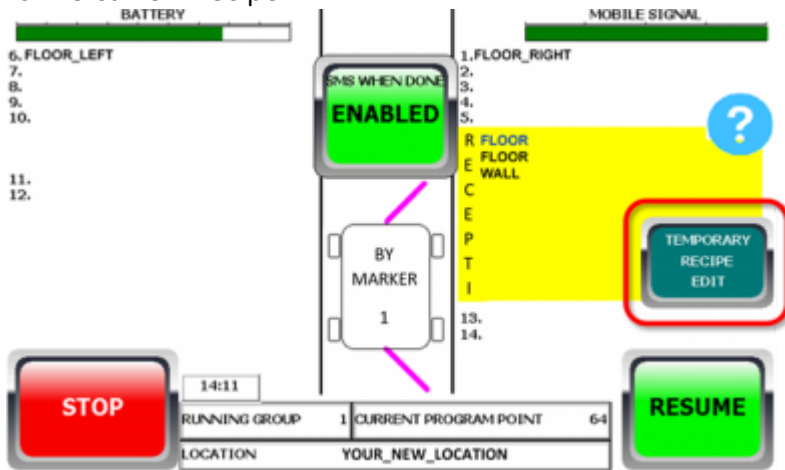 BATTERY
MOBILE SIGNAL
6. FLOOR_LEFT
7.
8.
9.
10.
11.
12.
SMS WHEN DONE
ENABLED
1.FLOOR_RIGHT
2.
3.
4.
5.
?
RECEPTI
FLOOR
FLOOR
WALL
TEMPORARY
RECIPE
EDIT
13.
14.
BY
MARKER
1
STOP
14:11
RUNNING GROUP 1 CURRENT PROGRAM POINT 64
LOCATION YOUR_NEW_LOCATION
RESUME